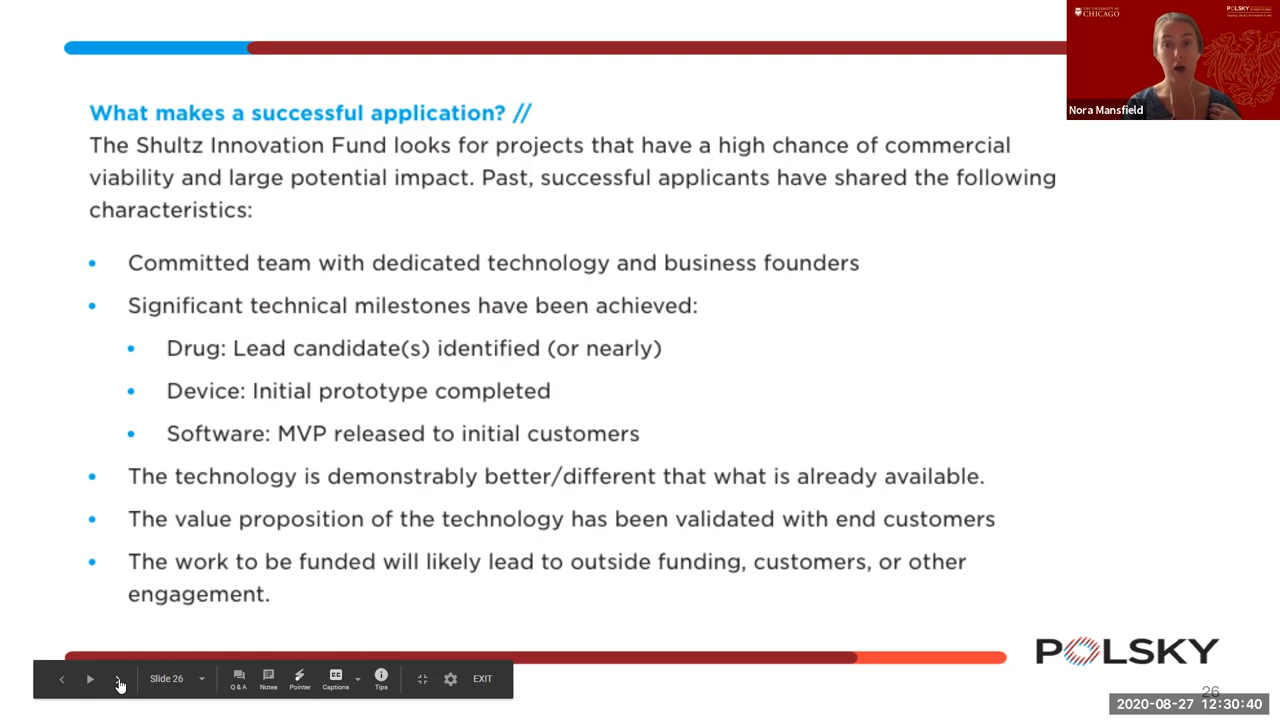 THE UNIVERSITY OF
CHICAGO
POLSKY
Nora Mansfield
What makes a successful application? //
The Shultz Innovation Fund looks for projects that have a high chance of commercial
viability and large potential impact. Past, successful applicants have shared the following
characteristics:
• Committed team with dedicated technology and business founders
• Significant technical milestones have been achieved:
• Drug: Lead candidate(s) identified (or nearly)
• Device: Initial prototype completed
• Software: MVP released to initial customers
• The technology is demonstrably better/different that what is already available.
• The value proposition of the technology has been validated with end customers
• The work to be funded will likely lead to outside funding, customers, or other
engagement.
POLSKY
Slide 26
Q & A
Notes
Pointer
Captions
Tips
EXIT
26
2020-08-27 12:30:40